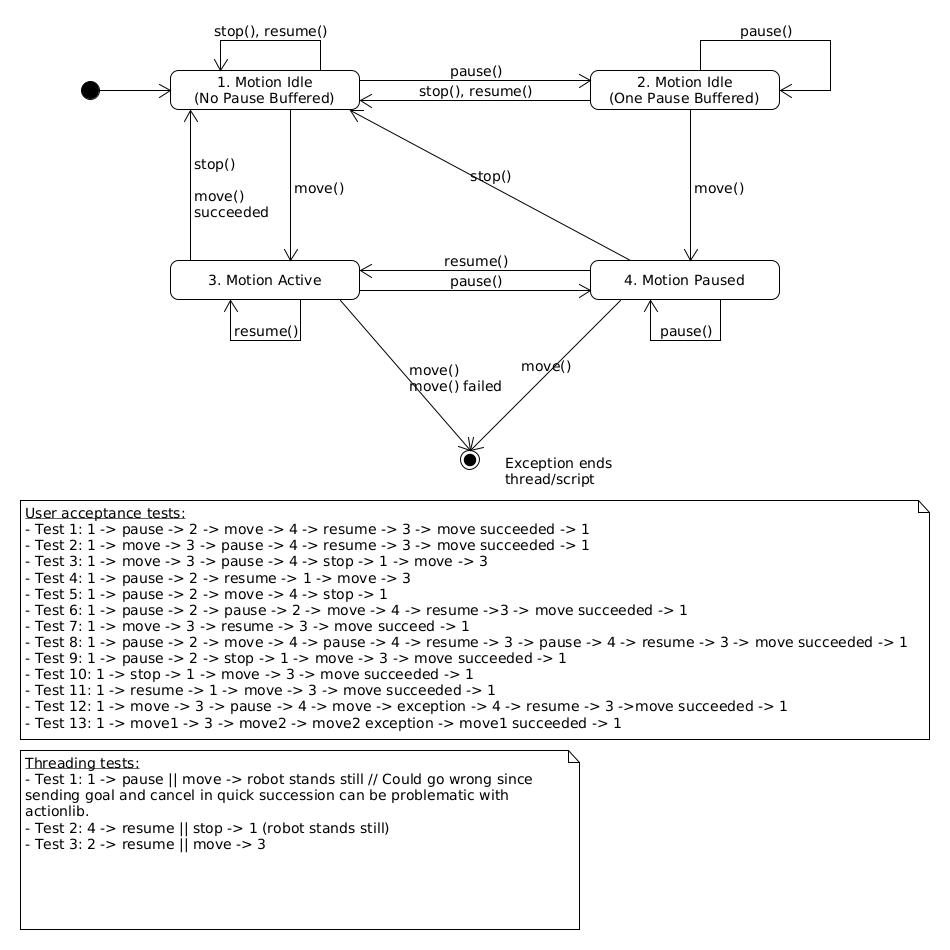 stop(), resume()
pause()
1. Motion Idle
(No Pause Buffered)
pause()
stop(), resume()
2. Motion Idle
(One Pause Buffered)
stop()
move()
succeeded
move()
stop()
move()
3. Motion Active
resume()
pause()
4. Motion Paused
resume()
pause()
move()
move() failed
move()
Exception ends
thread/script
User acceptance tests:
- Test 1: 1 -> pause -> 2 -> move -> 4 -> resume -> 3 -> move succeeded -> 1
- Test 2: 1 -> move -> 3 -> pause -> 4 -> resume -> 3 -> move succeeded -> 1
- Test 3: 1 -> move -> 3 -> pause -> 4 -> stop -> 1 -> move -> 3
- Test 4: 1 -> pause -> 2 -> resume -> 1 -> move -> 3
- Test 5: 1 -> pause -> 2 -> move -> 4 -> stop -> 1
- Test 6: 1 -> pause -> 2 -> pause -> 2 -> move -> 4 -> resume ->3 -> move succeeded -> 1
- Test 7: 1 -> move -> 3 -> resume -> 3 -> move succeed -> 1
- Test 8: 1 -> pause -> 2 -> move -> 4 -> pause -> 4 -> resume -> 3 -> pause -> 4 -> resume -> 3 -> move succeeded -> 1
- Test 9: 1 -> pause -> 2 -> stop -> 1 -> move -> 3 -> move succeeded -> 1
- Test 10: 1 -> stop -> 1 -> move -> 3 -> move succeeded -> 1
- Test 11: 1 -> resume -> 1 -> move -> 3 -> move succeeded -> 1
- Test 12: 1 -> move -> 3 -> pause -> 4 -> move -> exception -> 4 -> resume -> 3 ->move succeeded -> 1
- Test 13: 1 -> move1 -> 3 -> move2 -> move2 exception -> move1 succeeded -> 1
Threading tests:
- Test 1: 1 -> pause || move -> robot stands still // Could go wrong since
sending goal and cancel in quick succession can be problematic with
actionlib.
- Test 2: 4 -> resume || stop -> 1 (robot stands still)
- Test 3: 2 -> resume || move -> 3